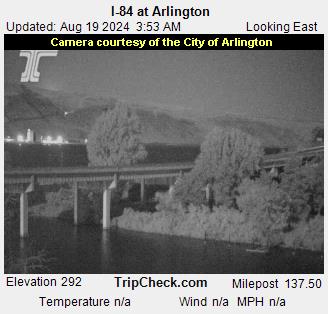 I-84 at Arlington
Updated: Aug 19 2024 3:53 AM Looking East
Camera courtesy of the City of Arlington
Elevation 292 TripCheck.com Milepost 137.50
Temperature n/a Wind n/a MPH n/a